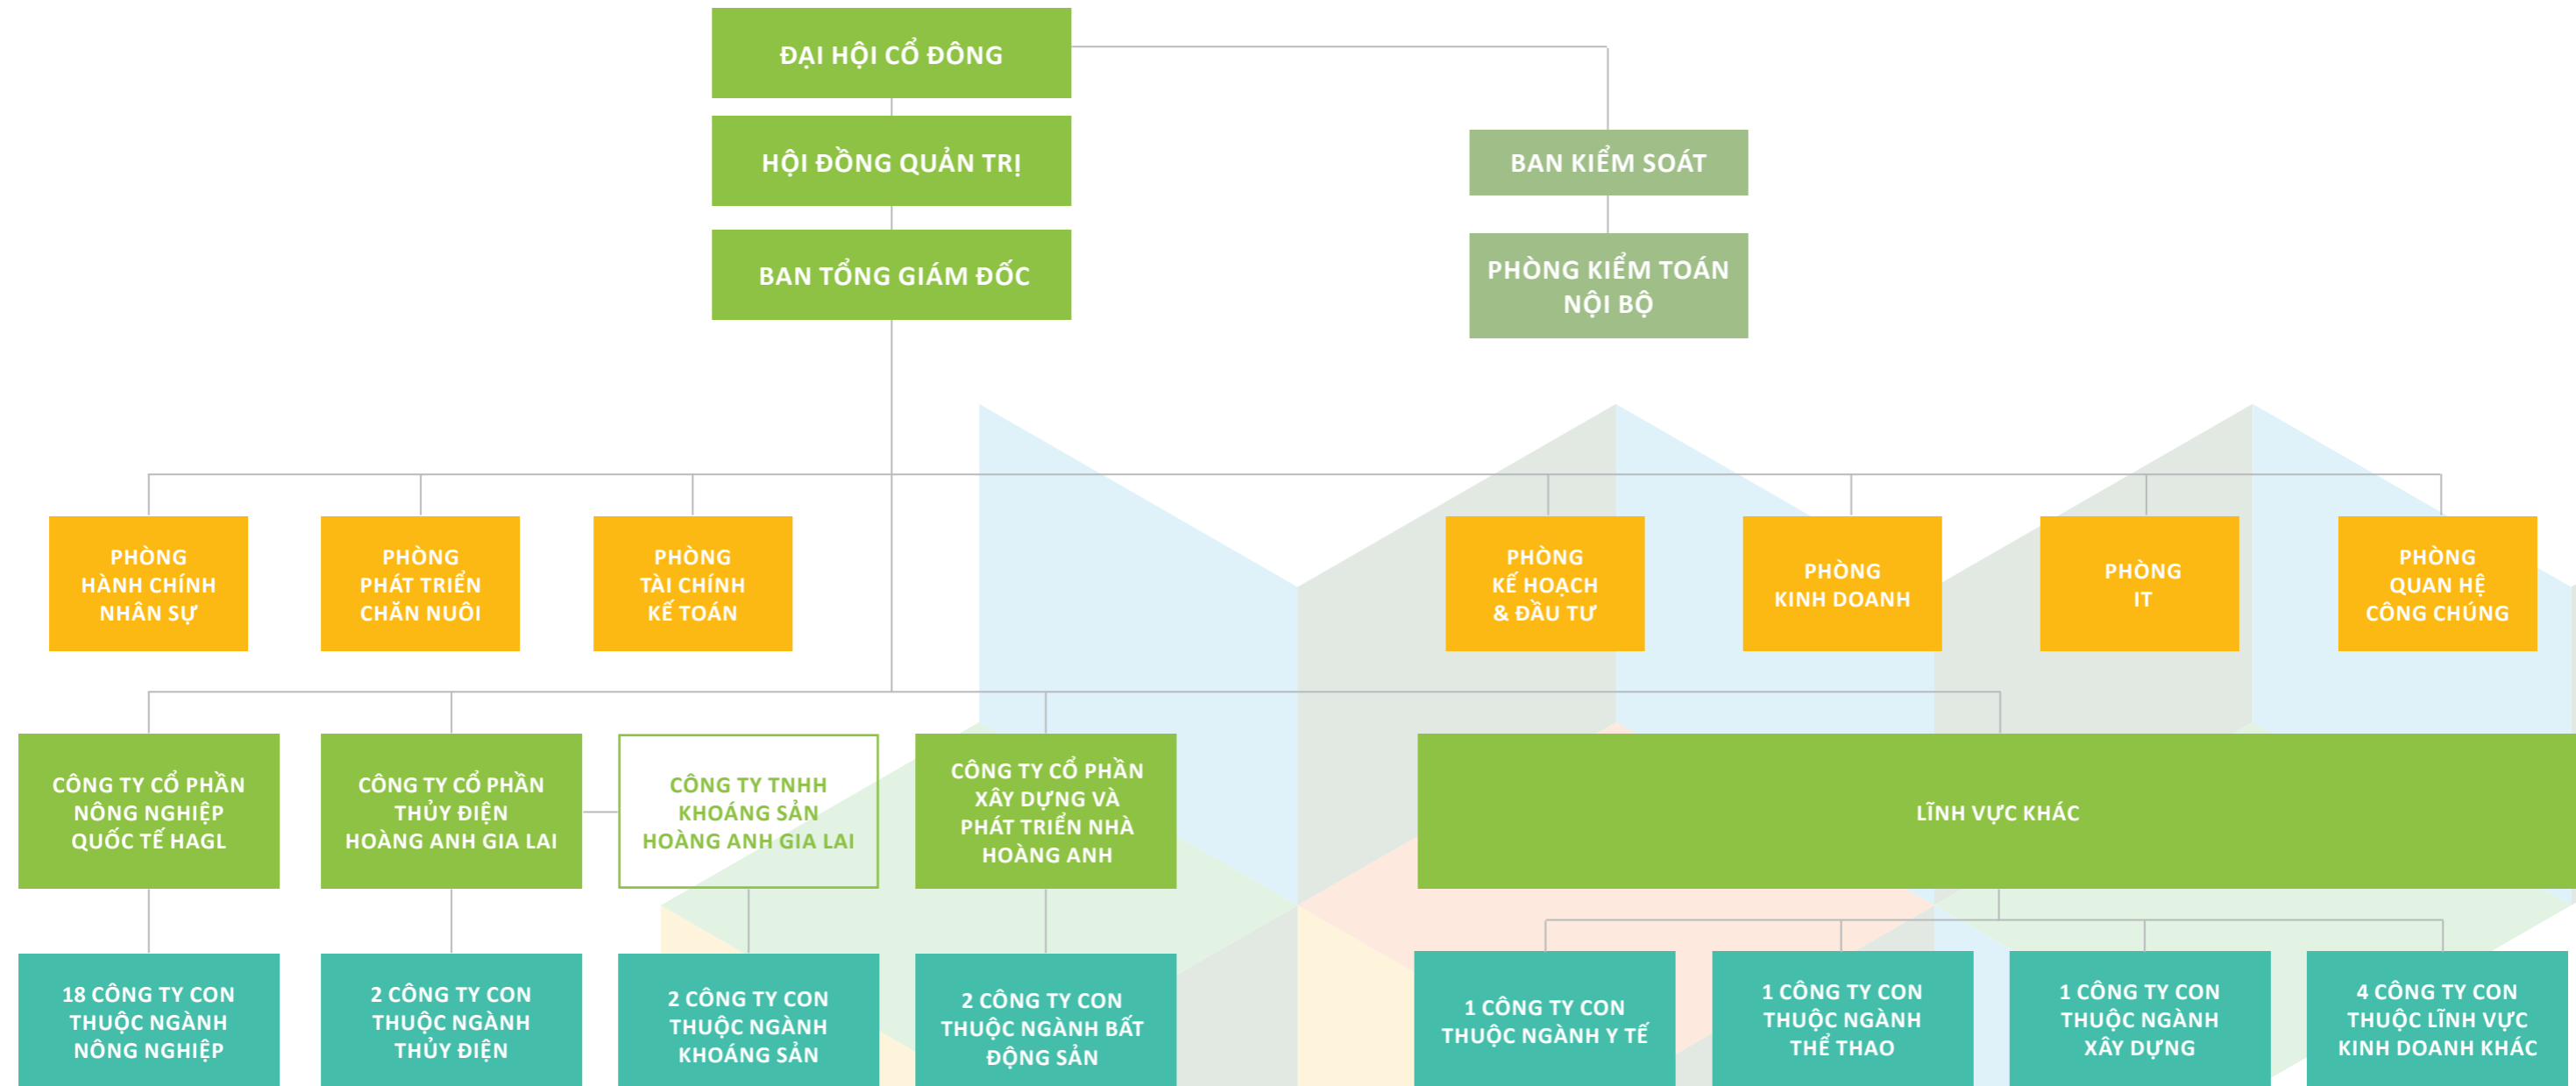 ĐẠI HỘI CỔ ĐÔNG
HỘI ĐỒNG QUẢN TRỊ
BAN KIỂM SOÁT
BAN TỔNG GIÁM ĐỐC
PHÒNG KIỂM TOÁN
NỘI BỘ
PHÒNG
HÀNH CHÍNH
NHÂN SỰ
PHÒNG
PHÁT TRIỂN
CHĂN NUÔI
PHÒNG
TÀI CHÍNH
KẾ TOÁN
PHÒNG
KẾ HOẠCH
& ĐẦU TƯ
PHÒNG
KINH DOANH
PHÒNG
IT
PHÒNG
QUAN HỆ
CÔNG CHÚNG
CÔNG TY CỔ PHẦN
NÔNG NGHIỆP
QUỐC TẾ HAGL
CÔNG TY CỔ PHẦN
THỦY ĐIỆN
HOÀNG ANH GIA LAI
CÔNG TY TNHH
KHOÁNG SẢN
HOÀNG ANH GIA LAI
CÔNG TY CỔ PHẦN
XÂY DỰNG VÀ
PHÁT TRIỂN NHÀ
HOÀNG ANH
LĨNH VỰC KHÁC
18 CÔNG TY CON
THUỘC NGÀNH
NÔNG NGHIỆP
2 CÔNG TY CON
THUỘC NGÀNH
THỦY ĐIỆN
2 CÔNG TY CON
THUỘC NGÀNH
KHOÁNG SẢN
2 CÔNG TY CON
THUỘC NGÀNH BẤT
ĐỘNG SẢN
1 CÔNG TY CON
THUỘC NGÀNH Y TẾ
1 CÔNG TY CON
THUỘC NGÀNH
THỂ THAO
1 CÔNG TY CON
THUỘC NGÀNH
XÂY DỰNG
4 CÔNG TY CON
THUỘC LĨNH VỰC
KINH DOANH KHÁC